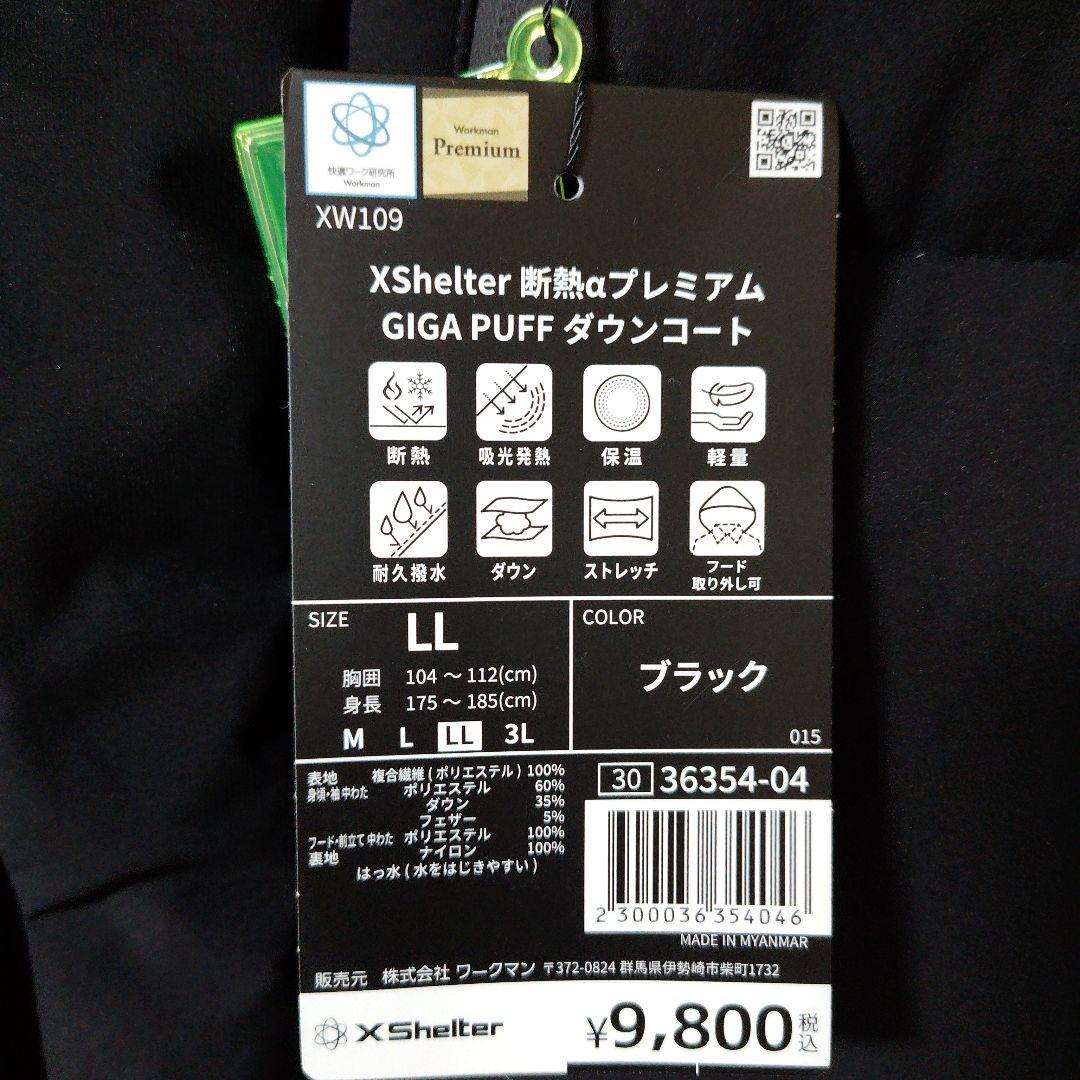 快適ワーク研究所
Workman
Workman
Premium
XW109
XShelter 断熱αプレミアム
GIGA PUFF ダウンコート
断熱 吸光発熱 保温 軽量
耐久撥水 ダウン ストレッチ フード
取り外し可
SIZE
LL
胸囲 104 ～ 112(cm)
身長 175 ～ 185(cm)
M L LL 3L
COLOR
ブラック
015
表地 複合繊維 ( ポリエステル ) 100%
身頃・袖 中わた ポリエステル 60%
ダウン 35%
フェザー 5%
フード・前立て 中わた ポリエステル 100%
裏地 ナイロン 100%
はっ水 ( 水をはじきやすい )
30 36354-04
2 300036 354046
MADE IN MYANMAR
販売元 株式会社 ワークマン 〒372-0824 群馬県伊勢崎市柴町1732
XShelter
¥9,800 税込